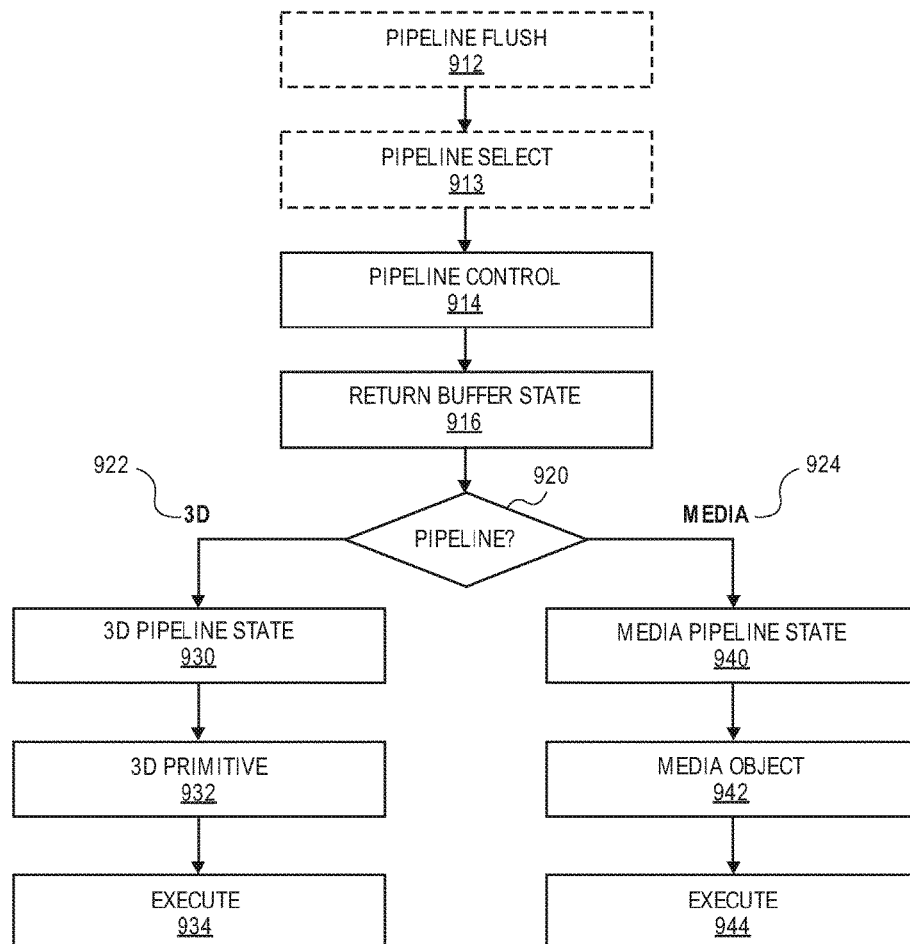 PIPELINE FLUSH
912
PIPELINE SELECT
913
PIPELINE CONTROL
914
RETURN BUFFER STATE
916
922
920
924
3D
MEDIA
PIPELINE?
3D PIPELINE STATE
930
MEDIA PIPELINE STATE
940
3D PRIMITIVE
932
MEDIA OBJECT
942
EXECUTE
934
EXECUTE
944